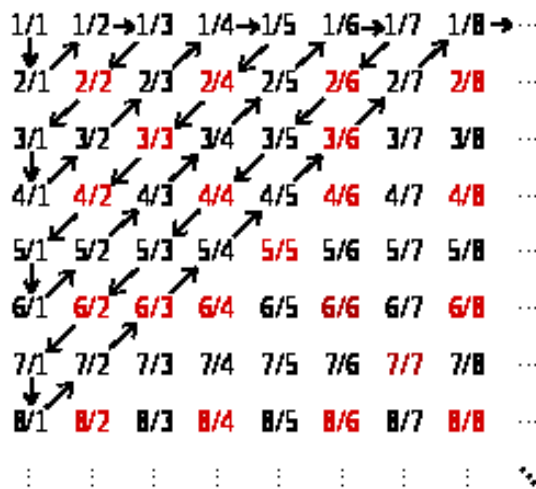 1/1 1/2 1/3 1/4 1/5 1/6 1/7 1/8 ...
2/1 2/2 2/3 2/4 2/5 2/6 2/7 2/8 ...
3/1 3/2 3/3 3/4 3/5 3/6 3/7 3/8 ...
4/1 4/2 4/3 4/4 4/5 4/6 4/7 4/8 ...
5/1 5/2 5/3 5/4 5/5 5/6 5/7 5/8 ...
6/1 6/2 6/3 6/4 6/5 6/6 6/7 6/8 ...
7/1 7/2 7/3 7/4 7/5 7/6 7/7 7/8 ...
8/1 8/2 8/3 8/4 8/5 8/6 8/7 8/8 ...